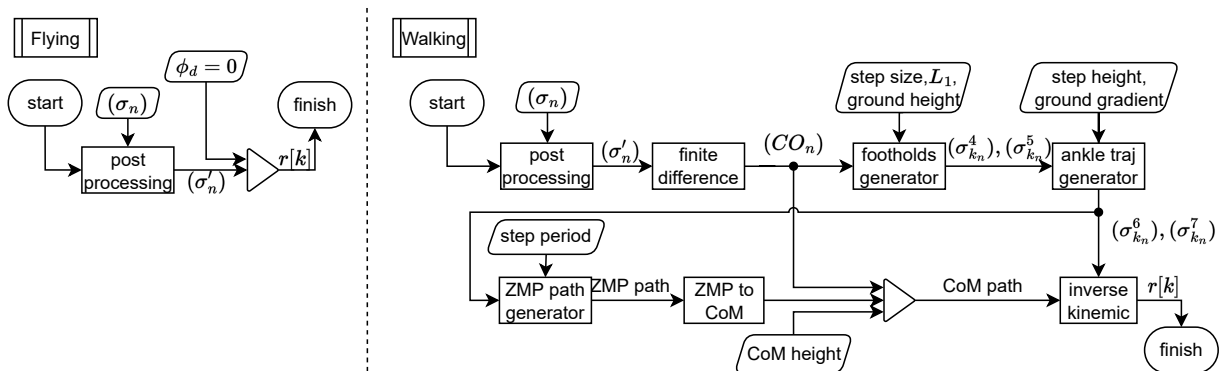 Flying
ϕ_d = 0
start
(σ_n)
finish
post
processing
(σ′_n)
r[k]
Walking
start
(σ_n)
post
processing
(σ′_n)
finite
difference
(CO_n)
step size, L_1,
ground height
footholds
generator
(σ^4_{k_n}), (σ^5_{k_n})
step height,
ground gradient
ankle traj
generator
(σ^6_{k_n}), (σ^7_{k_n})
step period
ZMP path
generator
ZMP path
ZMP to
CoM
CoM height
CoM path
inverse
kinemic
r[k]
finish